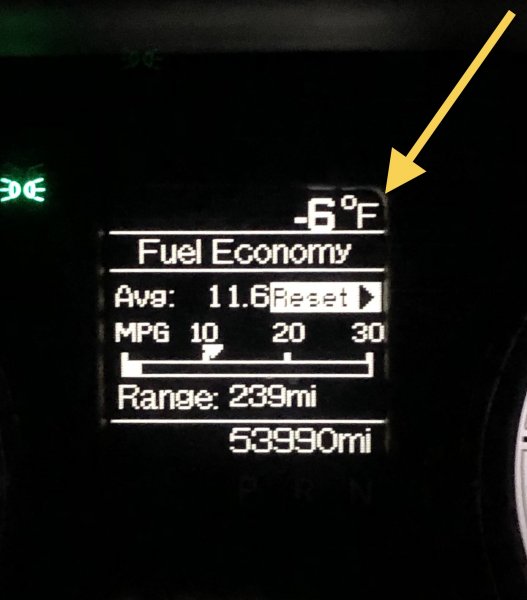 -6°F
Fuel Economy
Avg: 11.6 Reset
MPG 10 20 30
Range: 239mi
53990mi
P R N